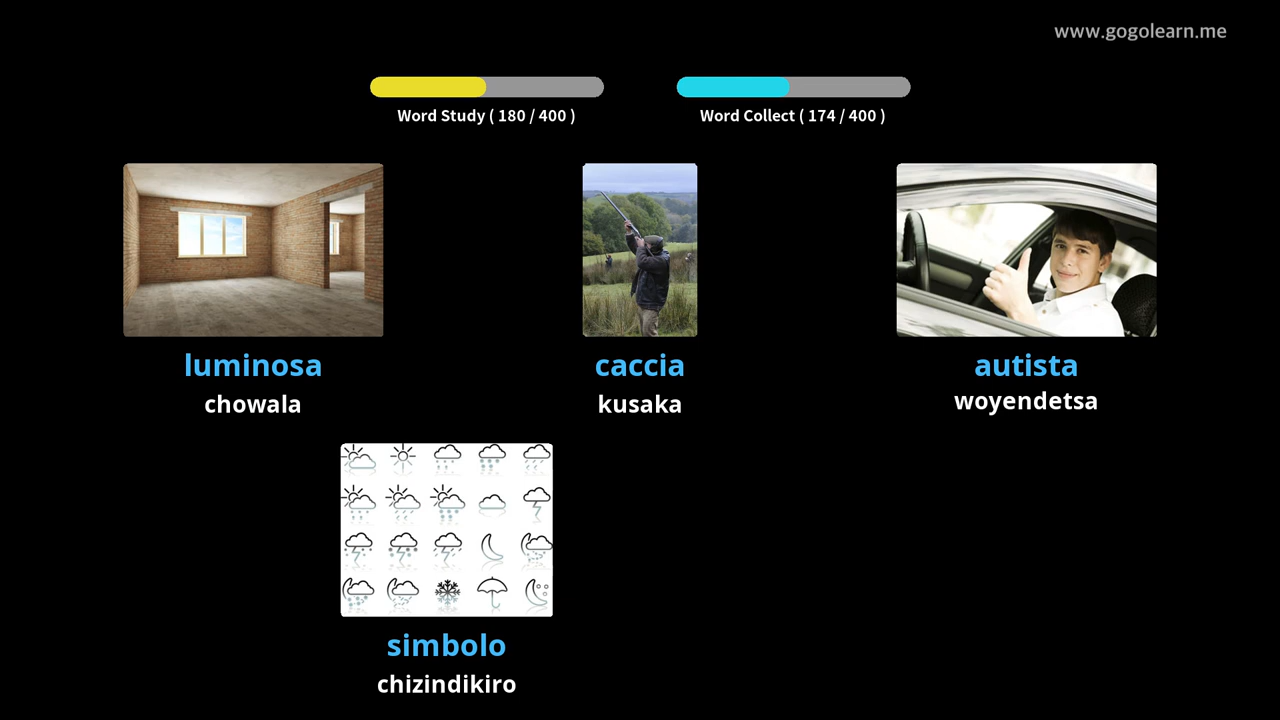 www.gogolearn.me
Word Study ( 180 / 400 )
Word Collect ( 174 / 400 )
luminosa
chowala
caccia
kusaka
autista
woyendetsa
simbolo
chizindikiro